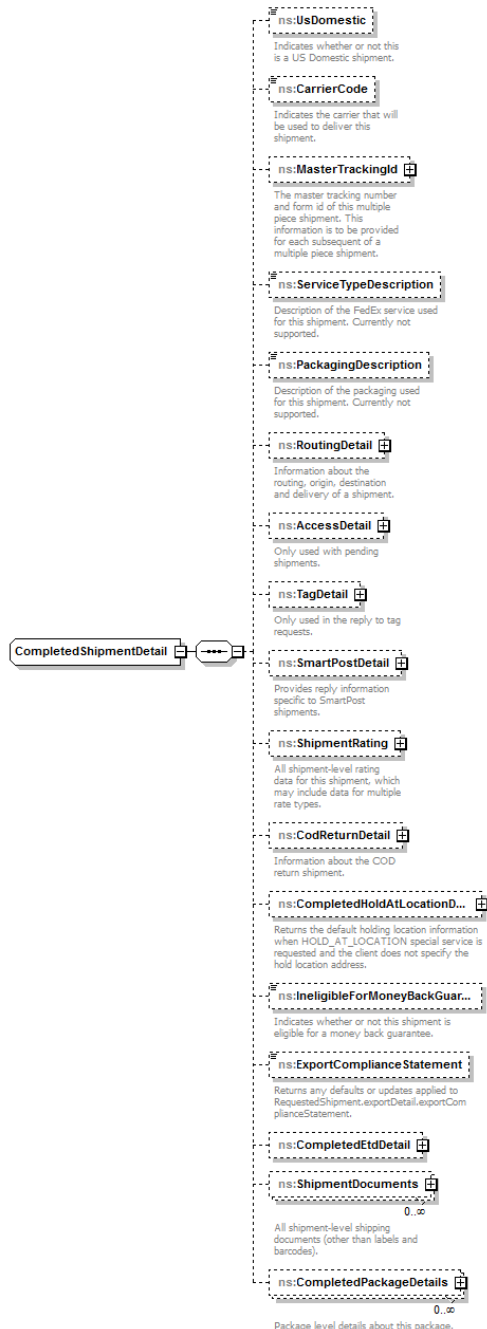 ns:UsDomestic
Indicates whether or not this
is a US Domestic shipment.
ns:CarrierCode
Indicates the carrier that will
be used to deliver this
shipment.
ns:MasterTrackingId
The master tracking number
and form id of this multiple
piece shipment. This
information is to be provided
for each subsequent of a
multiple piece shipment.
ns:ServiceTypeDescription
Description of the FedEx service used
for this shipment. Currently not
supported.
ns:PackagingDescription
Description of the packaging used
for this shipment. Currently not
supported.
ns:RoutingDetail
Information about the
routing, origin, destination
and delivery of a shipment.
ns:AccessDetail
Only used with pending
shipments.
ns:TagDetail
Only used in the reply to tag
requests.
CompletedShipmentDetail
ns:SmartPostDetail
Provides reply information
specific to SmartPost
shipments.
ns:ShipmentRating
All shipment-level rating
data for this shipment, which
may include data for multiple
rate types.
ns:CodReturnDetail
Information about the COD
return shipment.
ns:CompletedHoldAtLocationD...
Returns the default holding location information
when HOLD_AT_LOCATION special service is
requested and the client does not specify the
hold location address.
ns:IneligibleForMoneyBackGuar...
Indicates whether or not this shipment is
eligible for a money back guarantee.
ns:ExportComplianceStatement
Returns any defaults or updates applied to
RequestedShipment.exportDetail.exportCom
plianceStatement.
ns:CompletedEtdDetail
ns:ShipmentDocuments
0..∞
All shipment-level shipping
documents (other than labels and
barcodes).
ns:CompletedPackageDetails
0..∞
Package level details about this package.